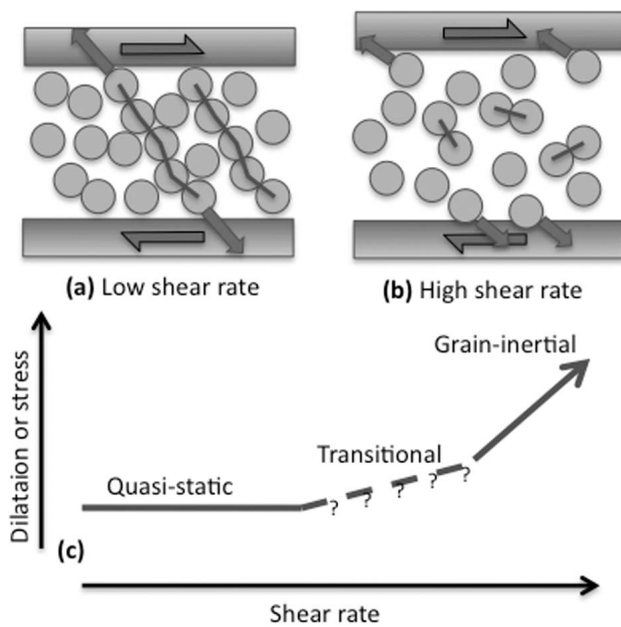 (a) Low shear rate
(b) High shear rate
Grain-inertial
Transitional
Quasi-static
? ? ? ? ?
Dilataion or stress
(c)
Shear rate